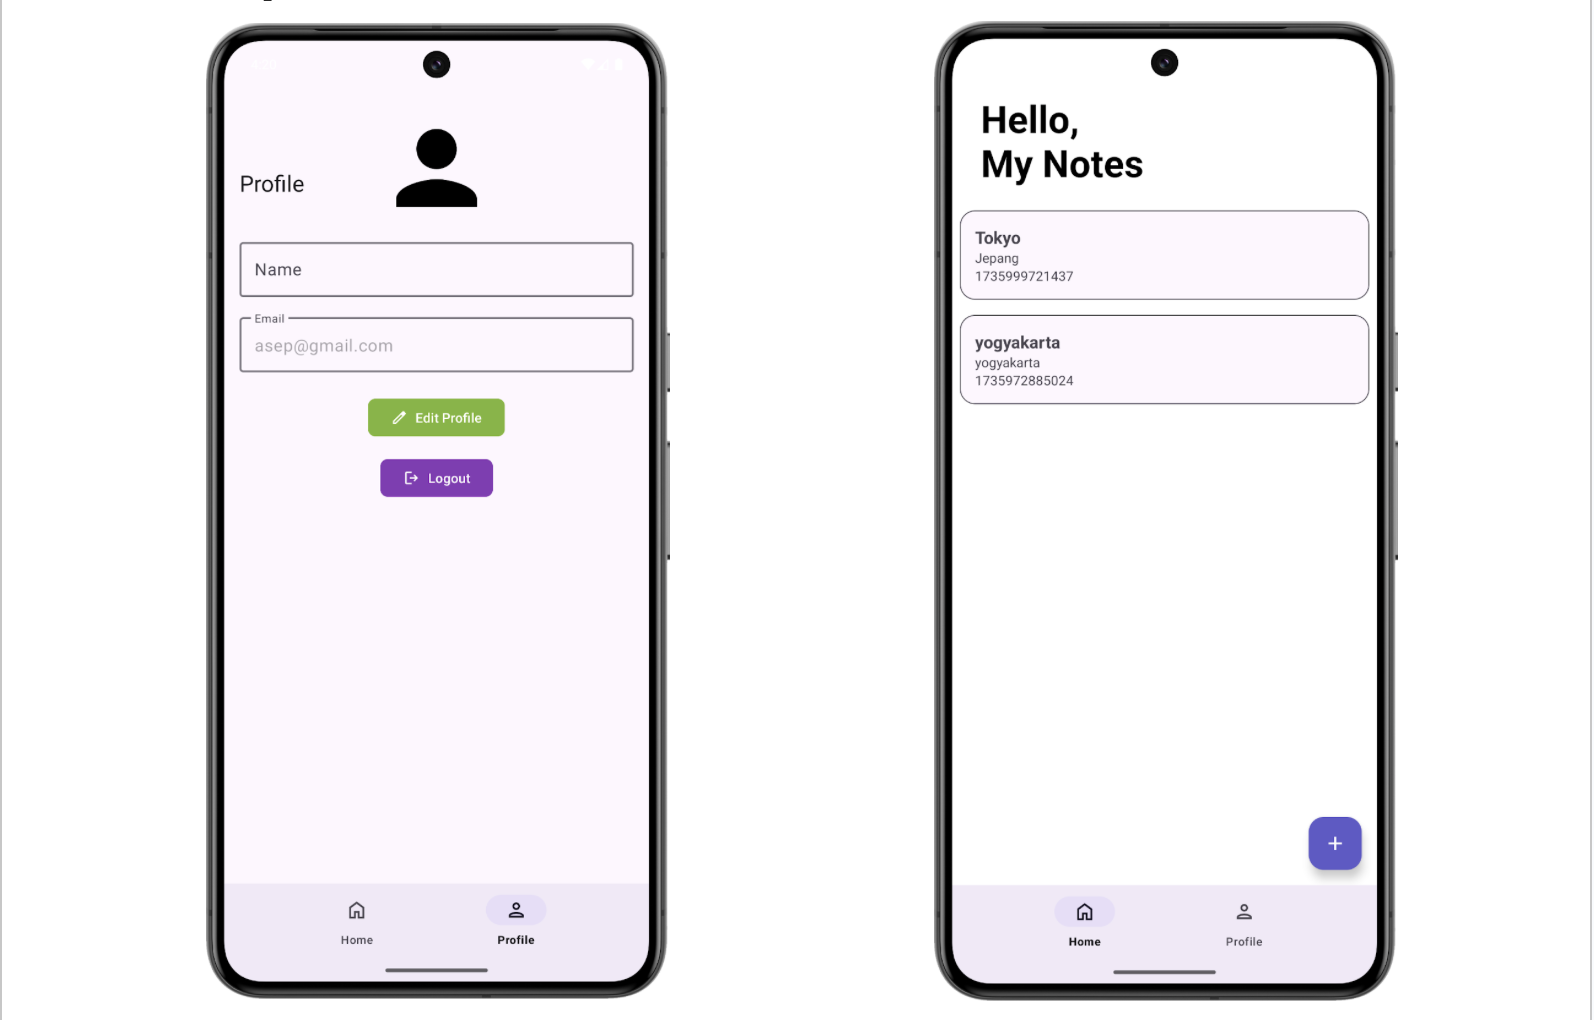 Profile
Name
Email
asep@gmail.com
Edit Profile
Logout
Home
Profile
Hello,
My Notes
Tokyo
Jepang
1735999721437
yogyakarta
yogyakarta
1735972885024
+
Home
Profile